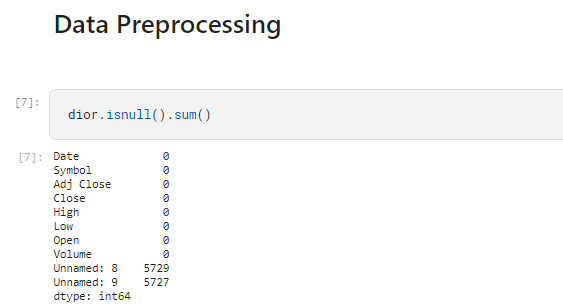 Data Preprocessing
[7]:
dior.isnull().sum()
[7]:
Date 0
Symbol 0
Adj Close 0
Close 0
High 0
Low 0
Open 0
Volume 0
Unnamed: 8 5729
Unnamed: 9 5727
dtype: int64